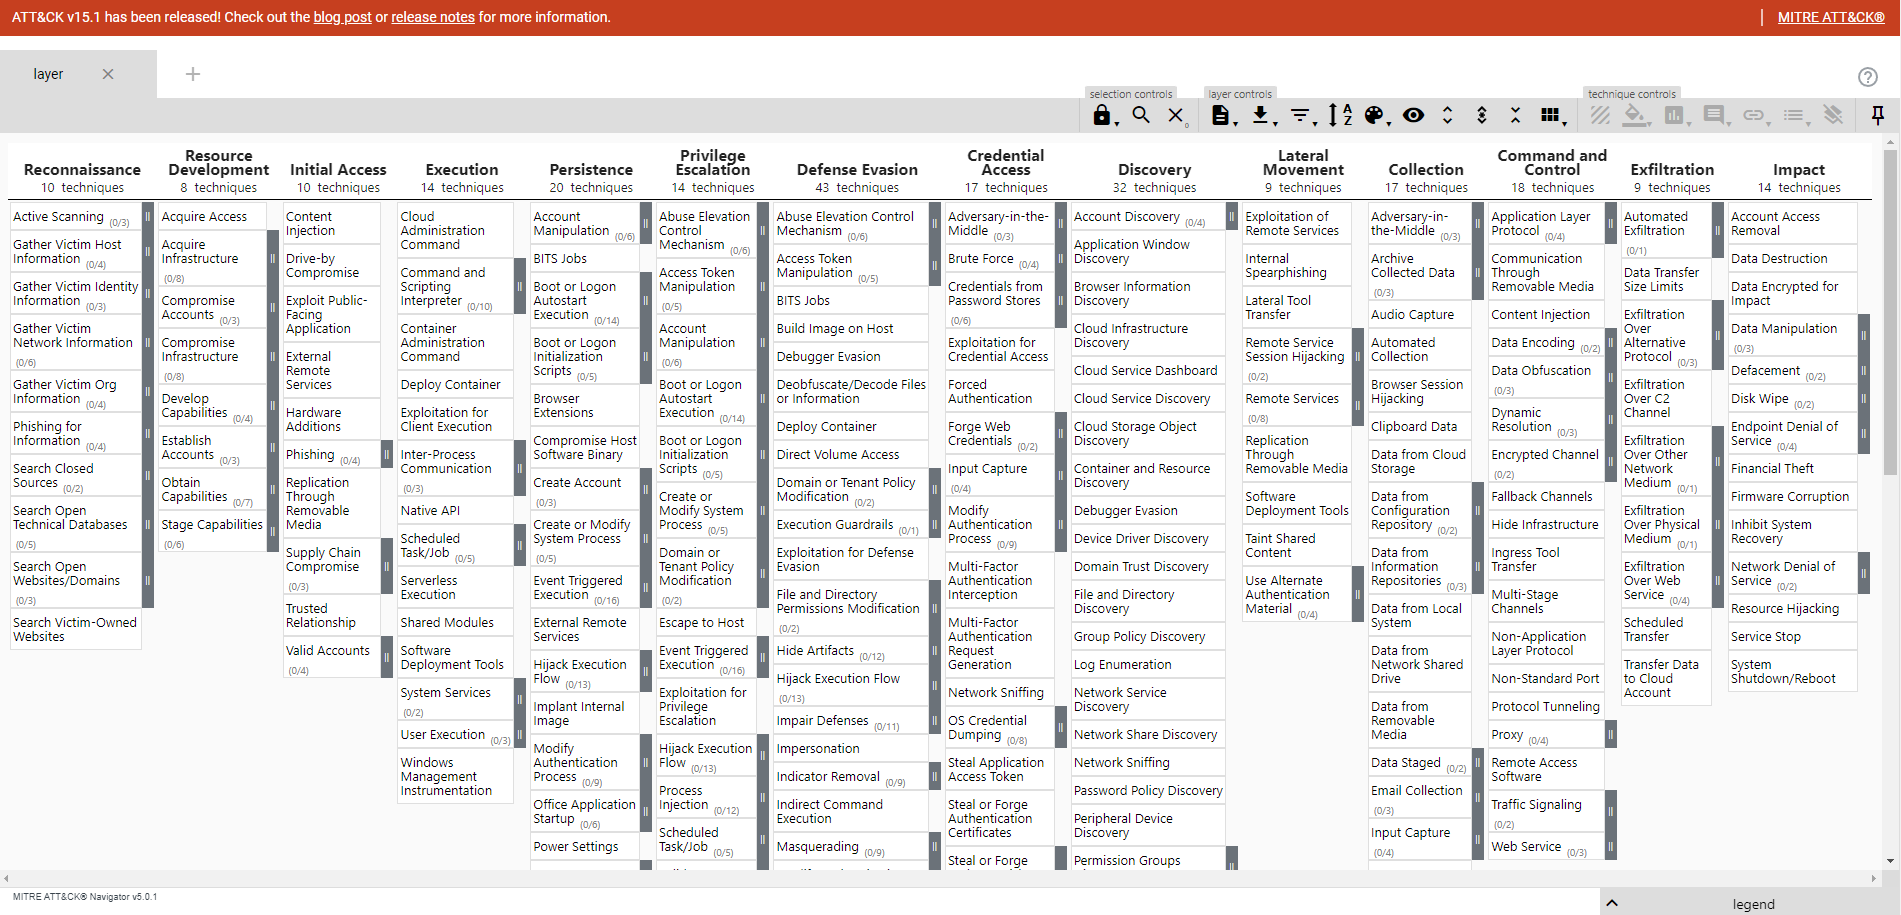 ATT&CK v15.1 has been released! Check out the blog post or release notes for more information.
MITRE ATT&CK®
layer
selection controls
layer controls
technique controls
Reconnaissance
10 techniques
Active Scanning (0/3)
Gather Victim Host
Information (0/4)
Gather Victim Identity
Information (0/3)
Gather Victim
Network Information
(0/6)
Gather Victim Org
Information (0/4)
Phishing for
Information (0/4)
Search Closed
Sources (0/2)
Search Open
Technical Databases
(0/5)
Search Open
Websites/Domains
(0/3)
Search Victim-Owned
Websites
Resource
Development
8 techniques
Acquire Access
Acquire
Infrastructure
(0/8)
Compromise
Accounts (0/3)
Compromise
Infrastructure
(0/8)
Develop
Capabilities (0/4)
Establish
Accounts (0/3)
Obtain
Capabilities (0/7)
Stage Capabilities
(0/6)
Initial Access
10 techniques
Content
Injection
Drive-by
Compromise
Exploit Public-
Facing
Application
External
Remote
Services
Hardware
Additions
Phishing (0/4)
Replication
Through
Removable
Media
Supply Chain
Compromise
(0/3)
Trusted
Relationship
Valid Accounts
(0/4)
Execution
14 techniques
Cloud
Administration
Command
Command and
Scripting
Interpreter (0/10)
Container
Administration
Command
Deploy Container
Exploitation for
Client Execution
Inter-Process
Communication
(0/3)
Native API
Scheduled
Task/Job (0/5)
Serverless
Execution
Shared Modules
Software
Deployment Tools
System Services
(0/2)
User Execution (0/3)
Windows
Management
Instrumentation
Persistence
20 techniques
Account
Manipulation (0/6)
BITS Jobs
Boot or Logon
Autostart
Execution (0/14)
Boot or Logon
Initialization
Scripts (0/5)
Browser
Extensions
Compromise Host
Software Binary
Create Account
(0/3)
Create or Modify
System Process
(0/5)
Event Triggered
Execution (0/16)
External Remote
Services
Hijack Execution
Flow (0/13)
Implant Internal
Image
Modify
Authentication
Process (0/9)
Office Application
Startup (0/6)
Power Settings
Privilege
Escalation
14 techniques
Abuse Elevation
Control
Mechanism (0/6)
Access Token
Manipulation
(0/5)
Account
Manipulation
(0/6)
Boot or Logon
Autostart
Execution (0/14)
Boot or Logon
Initialization
Scripts (0/5)
Create or
Modify System
Process (0/5)
Domain or
Tenant Policy
Modification
(0/2)
Escape to Host
Event Triggered
Execution (0/16)
Exploitation for
Privilege
Escalation
Hijack Execution
Flow (0/13)
Process
Injection (0/12)
Scheduled
Task/Job (0/5)
Defense Evasion
43 techniques
Abuse Elevation Control
Mechanism (0/6)
Access Token
Manipulation (0/5)
BITS Jobs
Build Image on Host
Debugger Evasion
Deobfuscate/Decode Files
or Information
Deploy Container
Direct Volume Access
Domain or Tenant Policy
Modification (0/2)
Execution Guardrails (0/1)
Exploitation for Defense
Evasion
File and Directory
Permissions Modification
(0/2)
Hide Artifacts (0/12)
Hijack Execution Flow
(0/13)
Impair Defenses (0/11)
Impersonation
Indicator Removal (0/9)
Indirect Command
Execution
Masquerading (0/9)
Credential
Access
17 techniques
Adversary-in-the-
Middle (0/3)
Brute Force (0/4)
Credentials from
Password Stores
(0/6)
Exploitation for
Credential Access
Forced
Authentication
Forge Web
Credentials (0/2)
Input Capture
(0/4)
Modify
Authentication
Process (0/9)
Multi-Factor
Authentication
Interception
Multi-Factor
Authentication
Request
Generation
Network Sniffing
OS Credential
Dumping (0/8)
Steal Application
Access Token
Steal or Forge
Authentication
Certificates
Steal or Forge
Discovery
32 techniques
Account Discovery (0/4)
Application Window
Discovery
Browser Information
Discovery
Cloud Infrastructure
Discovery
Cloud Service Dashboard
Cloud Service Discovery
Cloud Storage Object
Discovery
Container and Resource
Discovery
Debugger Evasion
Device Driver Discovery
Domain Trust Discovery
File and Directory
Discovery
Group Policy Discovery
Log Enumeration
Network Service
Discovery
Network Share Discovery
Network Sniffing
Password Policy Discovery
Peripheral Device
Discovery
Permission Groups
Lateral
Movement
9 techniques
Exploitation of
Remote Services
Internal
Spearphishing
Lateral Tool
Transfer
Remote Service
Session Hijacking
(0/2)
Remote Services
(0/8)
Replication
Through
Removable Media
Software
Deployment Tools
Taint Shared
Content
Use Alternate
Authentication
Material (0/4)
Collection
17 techniques
Adversary-in-
the-Middle (0/3)
Archive
Collected Data
(0/3)
Audio Capture
Automated
Collection
Browser Session
Hijacking
Clipboard Data
Data from Cloud
Storage
Data from
Configuration
Repository (0/2)
Data from
Information
Repositories (0/3)
Data from Local
System
Data from
Network Shared
Drive
Data from
Removable
Media
Data Staged (0/2)
Email Collection
(0/3)
Input Capture
(0/4)
Command and
Control
18 techniques
Application Layer
Protocol (0/4)
Communication
Through
Removable Media
Content Injection
Data Encoding (0/2)
Data Obfuscation
(0/3)
Dynamic
Resolution (0/3)
Encrypted Channel
(0/2)
Fallback Channels
Hide Infrastructure
Ingress Tool
Transfer
Multi-Stage
Channels
Non-Application
Layer Protocol
Non-Standard Port
Protocol Tunneling
Proxy (0/4)
Remote Access
Software
Traffic Signaling
(0/2)
Web Service (0/3)
Exfiltration
9 techniques
Automated
Exfiltration
(0/1)
Data Transfer
Size Limits
Exfiltration
Over
Alternative
Protocol (0/3)
Exfiltration
Over C2
Channel
Exfiltration
Over Other
Network
Medium (0/1)
Exfiltration
Over Physical
Medium (0/1)
Exfiltration
Over Web
Service (0/4)
Scheduled
Transfer
Transfer Data
to Cloud
Account
Impact
14 techniques
Account Access
Removal
Data Destruction
Data Encrypted for
Impact
Data Manipulation
(0/3)
Defacement (0/2)
Disk Wipe (0/2)
Endpoint Denial of
Service (0/4)
Financial Theft
Firmware Corruption
Inhibit System
Recovery
Network Denial of
Service (0/2)
Resource Hijacking
Service Stop
System
Shutdown/Reboot
MITRE ATT&CK® Navigator v5.0.1
legend